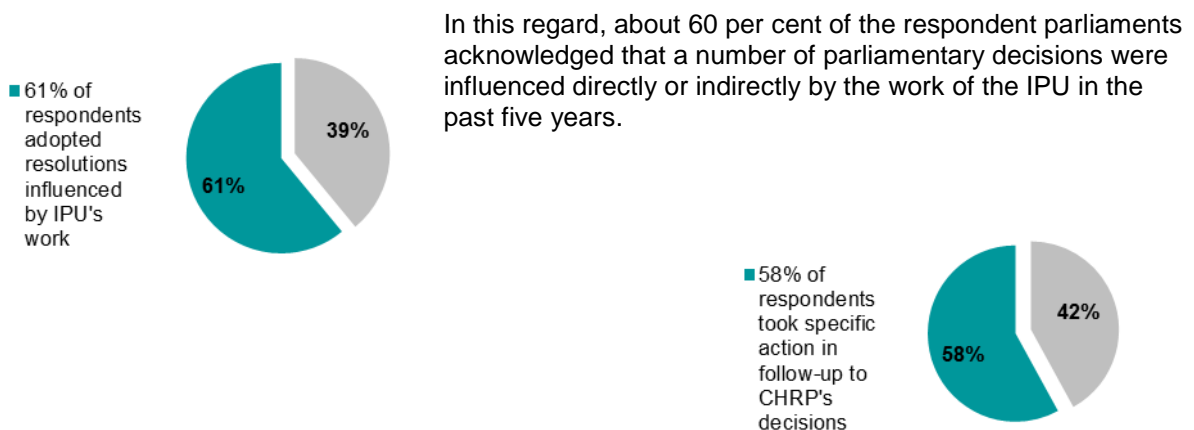 In this regard, about 60 per cent of the respondent parliaments
acknowledged that a number of parliamentary decisions were
influenced directly or indirectly by the work of the IPU in the
past five years.
61% of
respondents
adopted
resolutions
influenced
by IPU's
work
39%
61%
58% of
respondents
took specific
action in
follow-up to
CHRP's
decisions
42%
58%